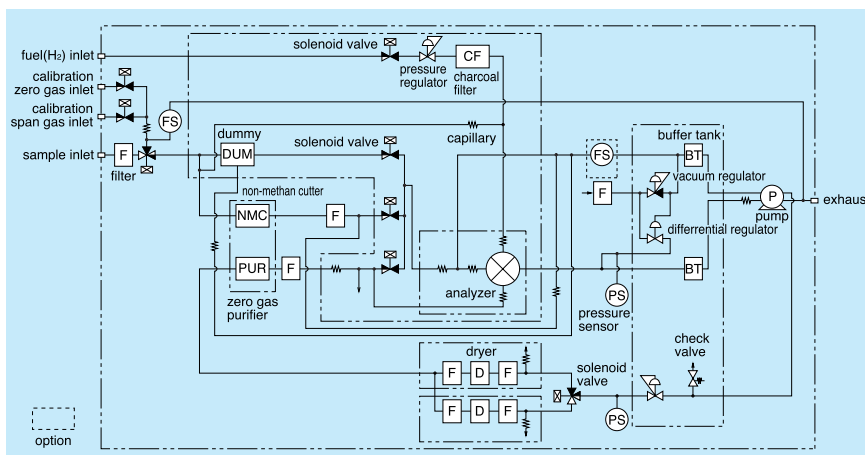 solenoid valve
fuel(H₂) inlet
CF
pressure
regulator
charcoal
filter
calibration
zero gas inlet
calibration
span gas inlet
FS
dummy
solenoid valve
capillary
buffer tank
sample inlet
F
DUM
FS
BT
filter
non-methan cutter
vacuum regulator
F
P
exhaus
NMC
F
pump
differrential regulator
PUR
F
BT
zero gas
purifier
analyzer
PS
pressure
sensor
check
valve
dryer
solenoid
valve
F
D
F
F
D
F
PS
option